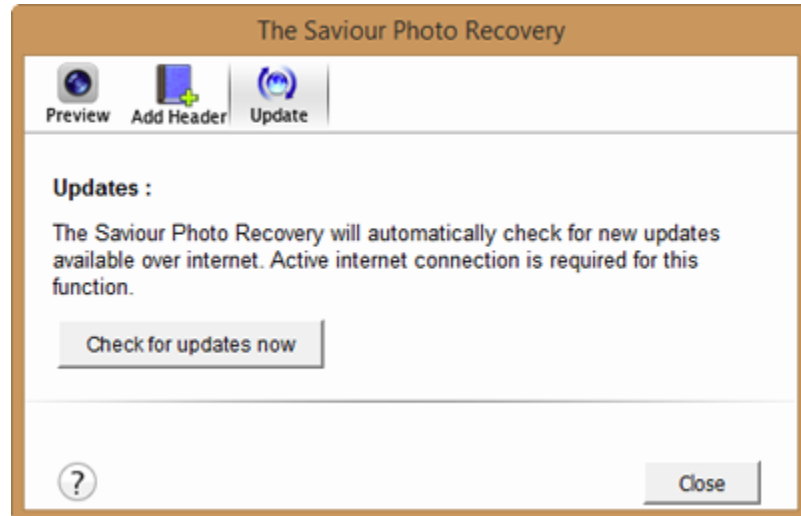 The Saviour Photo Recovery
Preview Add Header Update
Updates :
The Saviour Photo Recovery will automatically check for new updates
available over internet. Active internet connection is required for this
function.
Check for updates now
?
Close